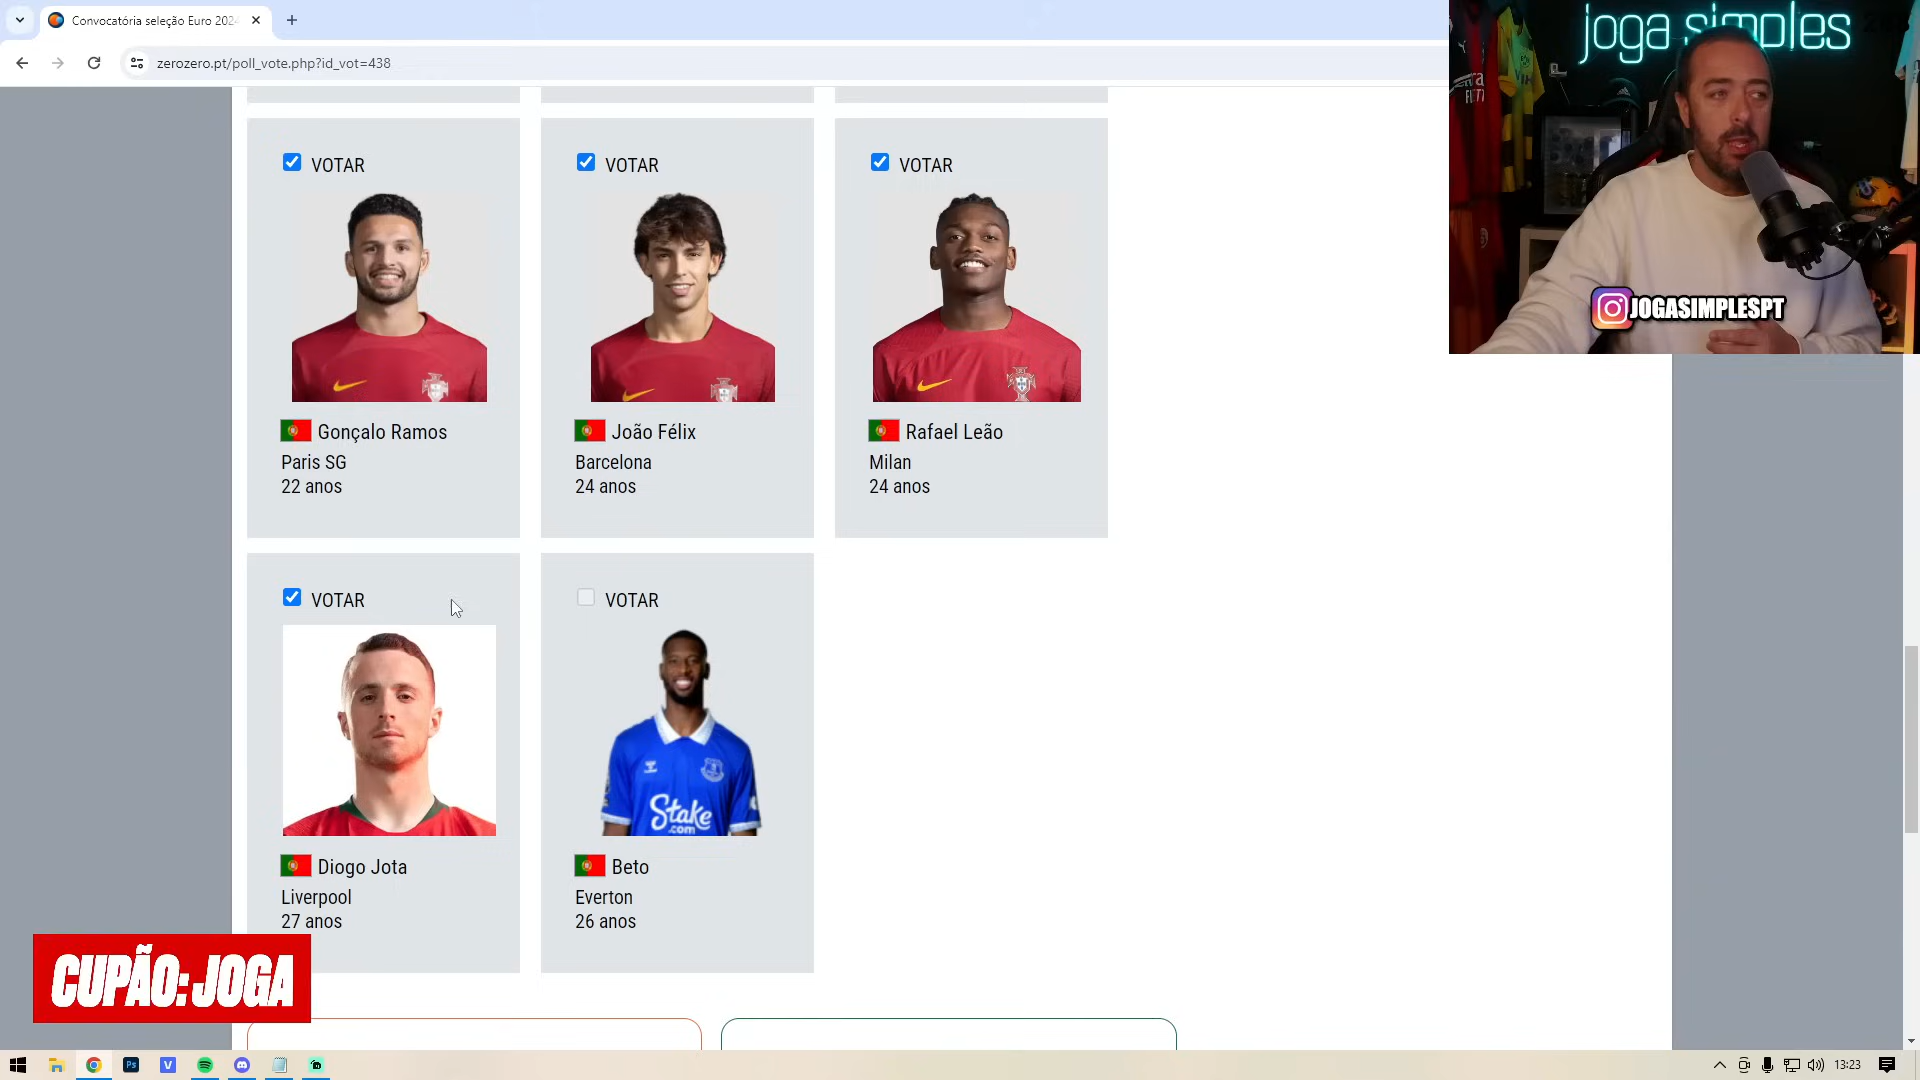 Convocatória seleção Euro 2024
zerozero.pt/poll_vote.php?id_vot=438
joga simples
JOGASIMPLESPT
VOTAR
VOTAR
VOTAR
Gonçalo Ramos
Paris SG
22 anos
João Félix
Barcelona
24 anos
Rafael Leão
Milan
24 anos
VOTAR
VOTAR
Stake
.com
Diogo Jota
Liverpool
27 anos
Beto
Everton
26 anos
CUPÃO: JOGA
Ps
V
13:23